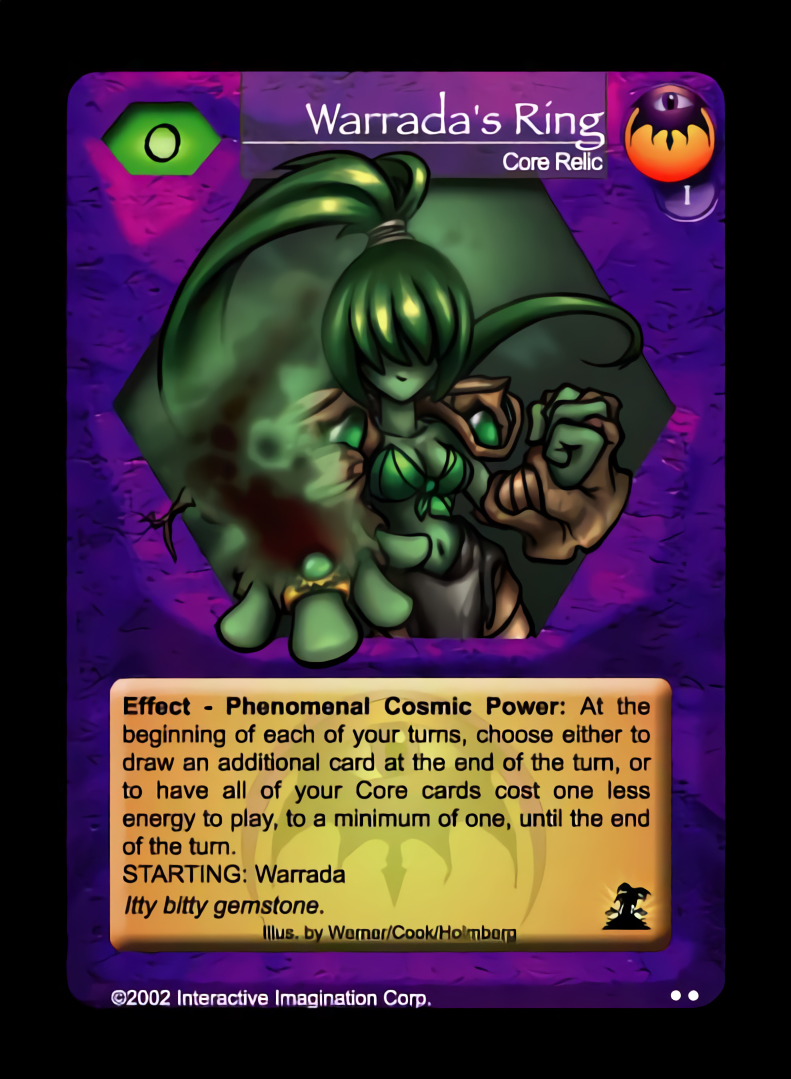 0
Warrada's Ring
Core Relic
I
Effect - Phenomenal Cosmic Power: At the
beginning of each of your turns, choose either to
draw an additional card at the end of the turn, or
to have all of your Core cards cost one less
energy to play, to a minimum of one, until the end
of the turn.
STARTING: Warrada
Itty bitty gemstone.
Illus. by Werner/Cook/Holmberg
©2002 Interactive Imagination Corp.